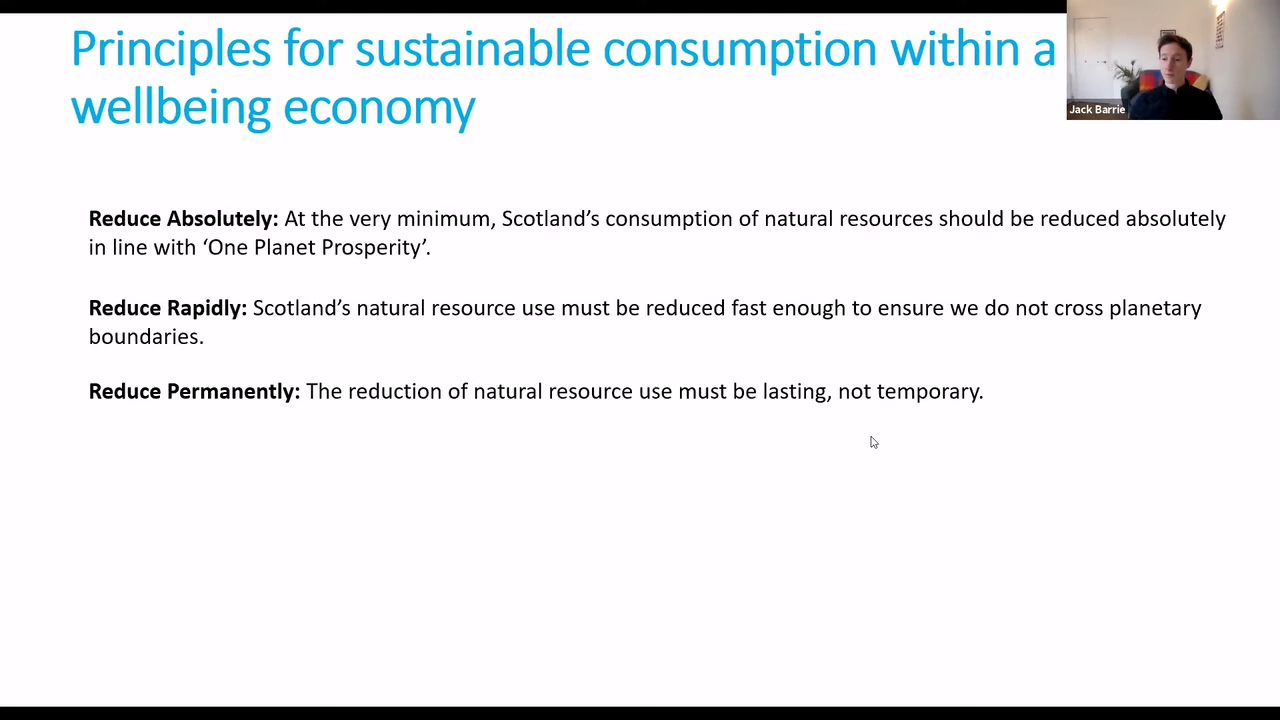 Principles for sustainable consumption within a
wellbeing economy
Jack Barrie
Reduce Absolutely: At the very minimum, Scotland’s consumption of natural resources should be reduced absolutely
in line with ‘One Planet Prosperity’.
Reduce Rapidly: Scotland’s natural resource use must be reduced fast enough to ensure we do not cross planetary
boundaries.
Reduce Permanently: The reduction of natural resource use must be lasting, not temporary.